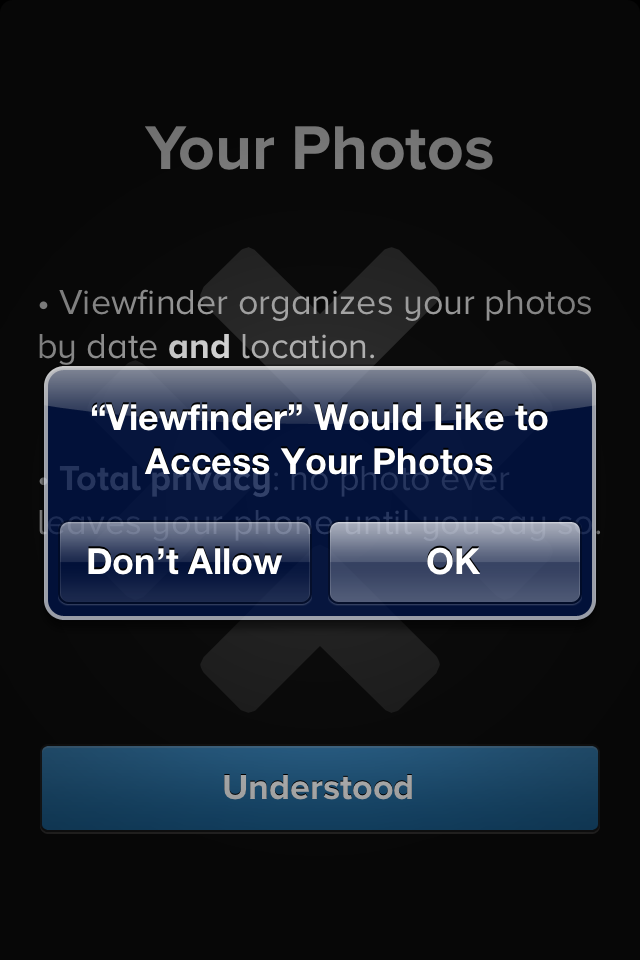 Your Photos
• Viewfinder organizes your photos
by date and location.
“Viewfinder” Would Like to
Access Your Photos
• Total privacy: no photo ever
leaves your phone until you say so.
Don’t Allow
OK
Understood